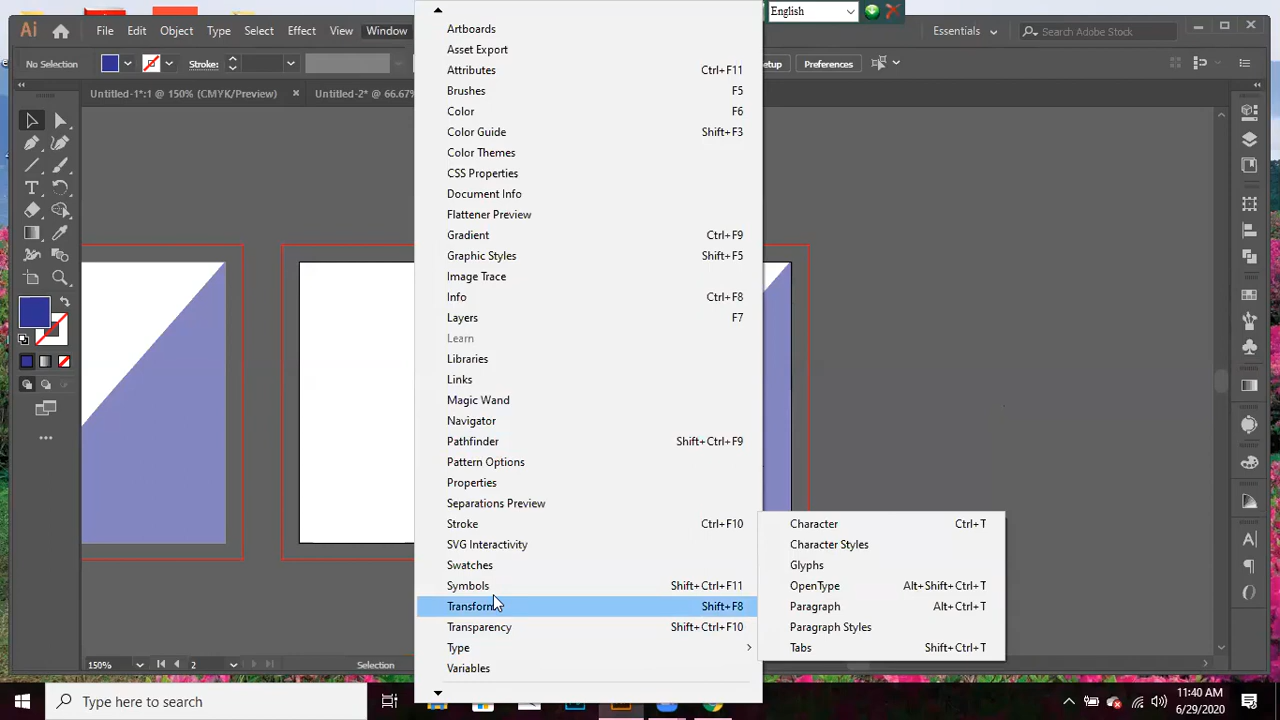 English
Ai
File Edit Object Type Select Effect View Window
Essentials
Search Adobe Stock
No Selection
Stroke:
Preferences
Untitled-1*:1 @ 150% (CMYK/Preview)
Untitled-2* @ 66.67%
Artboards
Asset Export
Attributes Ctrl+F11
Brushes F5
Color F6
Color Guide Shift+F3
Color Themes
CSS Properties
Document Info
Flattener Preview
Gradient Ctrl+F9
Graphic Styles Shift+F5
Image Trace
Info Ctrl+F8
Layers F7
Learn
Libraries
Links
Magic Wand
Navigator
Pathfinder Shift+Ctrl+F9
Pattern Options
Properties
Separations Preview
Stroke Ctrl+F10
SVG Interactivity
Swatches
Symbols Shift+Ctrl+F11
Transform Shift+F8
Transparency Shift+Ctrl+F10
Type
Variables
Character Ctrl+T
Character Styles
Glyphs
OpenType Alt+Shift+Ctrl+T
Paragraph Alt+Ctrl+T
Paragraph Styles
Tabs Shift+Ctrl+T
150%
2
Selection
Type here to search
11:40 AM
6/29/2020